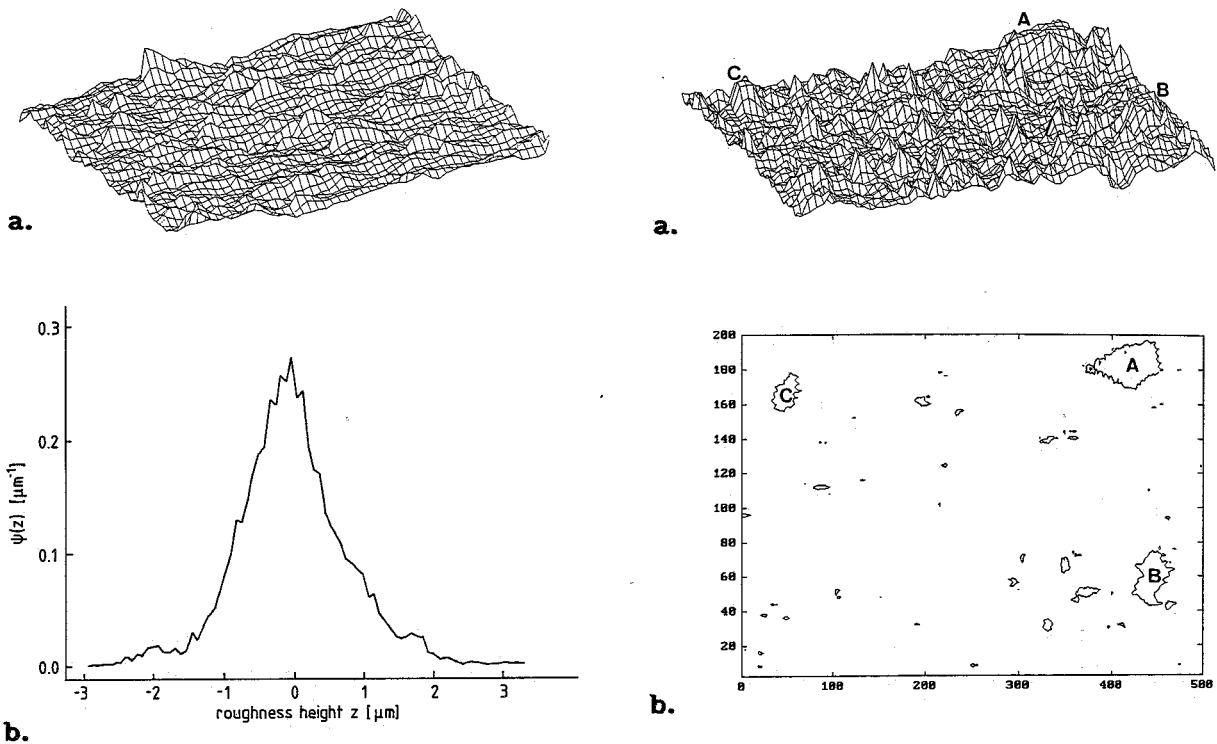 A
C
B
a.
a.
0.3
0.2
0.1
0.0
ψ(z) [μm⁻¹]
-3 -2 -1 0 1 2 3
roughness height z [μm]
b.
200
180
160
140
120
100
80
60
40
20
A
C
B
0 100 200 300 400 500
b.